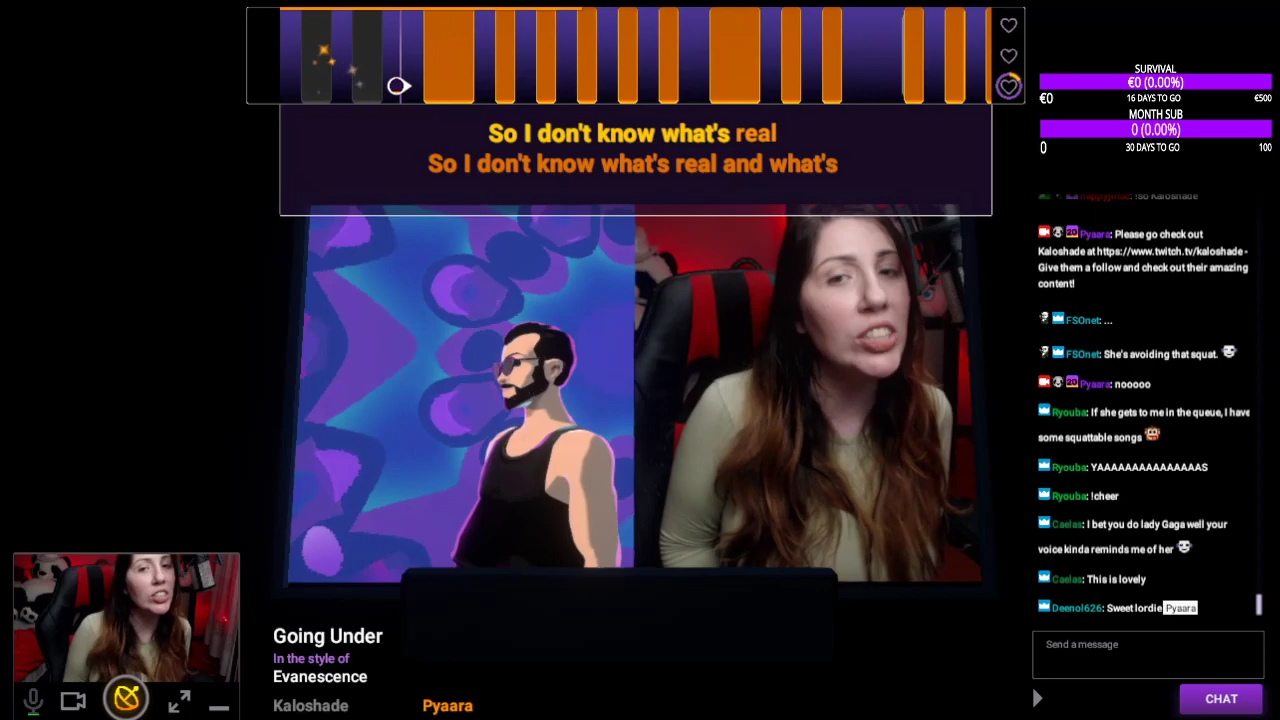 So I don't know what's real
So I don't know what's real and what's
SURVIVAL
€0 (0.00%)
€0
16 DAYS TO GO
€500
MONTH SUB
0 (0.00%)
0
30 DAYS TO GO
100
!so Kaloshade
20 Pyaara: Please go check out
Kaloshade at https://www.twitch.tv/kaloshade -
Give them a follow and check out their amazing
content!
FSOnet: ...
FSOnet: She's avoiding that squat.
20 Pyaara: nooooo
Ryouba: If she gets to me in the queue, I have
some squattable songs
Ryouba: YAAAAAAAAAAAAAAS
Ryouba: !cheer
Caelas: I bet you do lady Gaga well your
voice kinda reminds me of her
Caelas: This is lovely
Deenol626: Sweet lordie Pyaara
Send a message
CHAT
Going Under
In the style of
Evanescence
Kaloshade
Pyaara